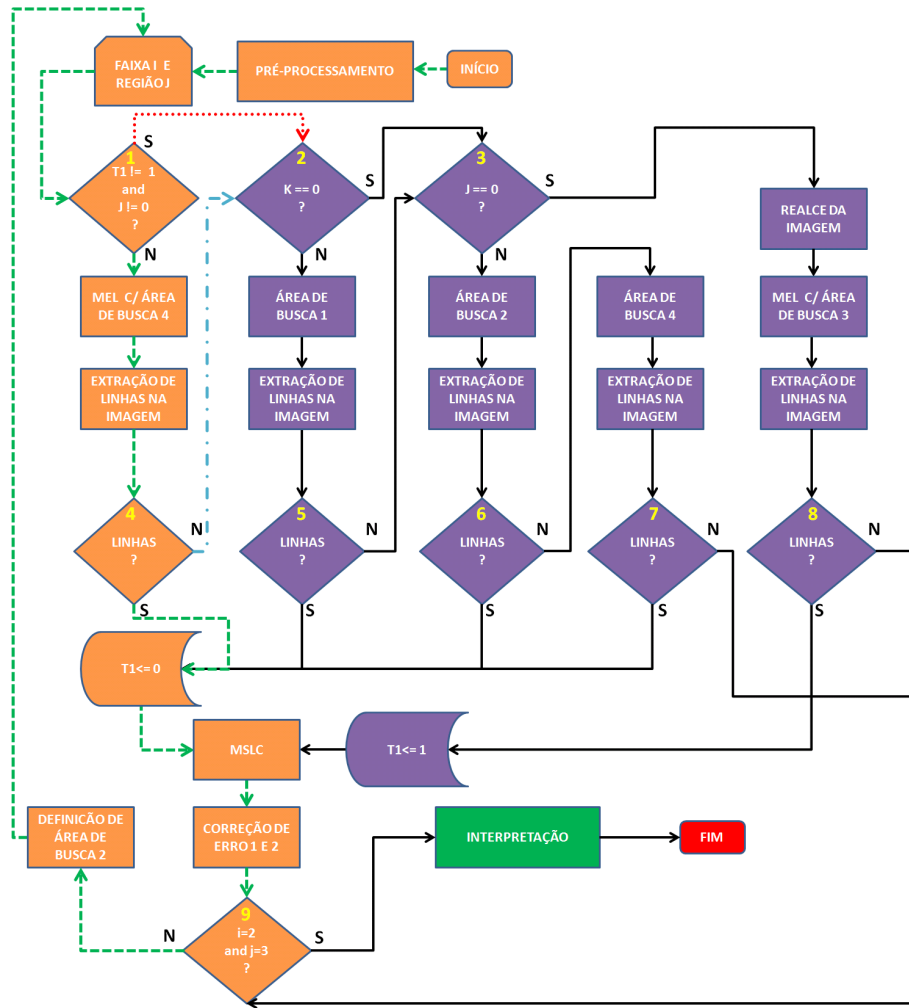 FAIXA I E
REGIÃO J
PRÉ-PROCESSAMENTO
INÍCIO
S
1
T1 != 1
and
J != 0
?
N
2
K == 0
?
S
N
3
J == 0
?
S
N
REALCE DA
IMAGEM
MEL C/ ÁREA
DE BUSCA 4
ÁREA DE
BUSCA 1
ÁREA DE
BUSCA 2
ÁREA DE
BUSCA 4
MEL C/ ÁREA
DE BUSCA 3
EXTRAÇÃO DE
LINHAS NA
IMAGEM
EXTRAÇÃO DE
LINHAS NA
IMAGEM
EXTRAÇÃO DE
LINHAS NA
IMAGEM
EXTRAÇÃO DE
LINHAS NA
IMAGEM
EXTRAÇÃO DE
LINHAS NA
IMAGEM
4
LINHAS
?
N
S
5
LINHAS
?
N
S
6
LINHAS
?
N
S
7
LINHAS
?
N
S
8
LINHAS
?
N
S
T1<= 0
MSLC
T1<= 1
DEFINICÃO DE
ÁREA DE
BUSCA 2
CORREÇÃO DE
ERRO 1 E 2
INTERPRETAÇÃO
FIM
9
i=2
and j=3
?
N
S